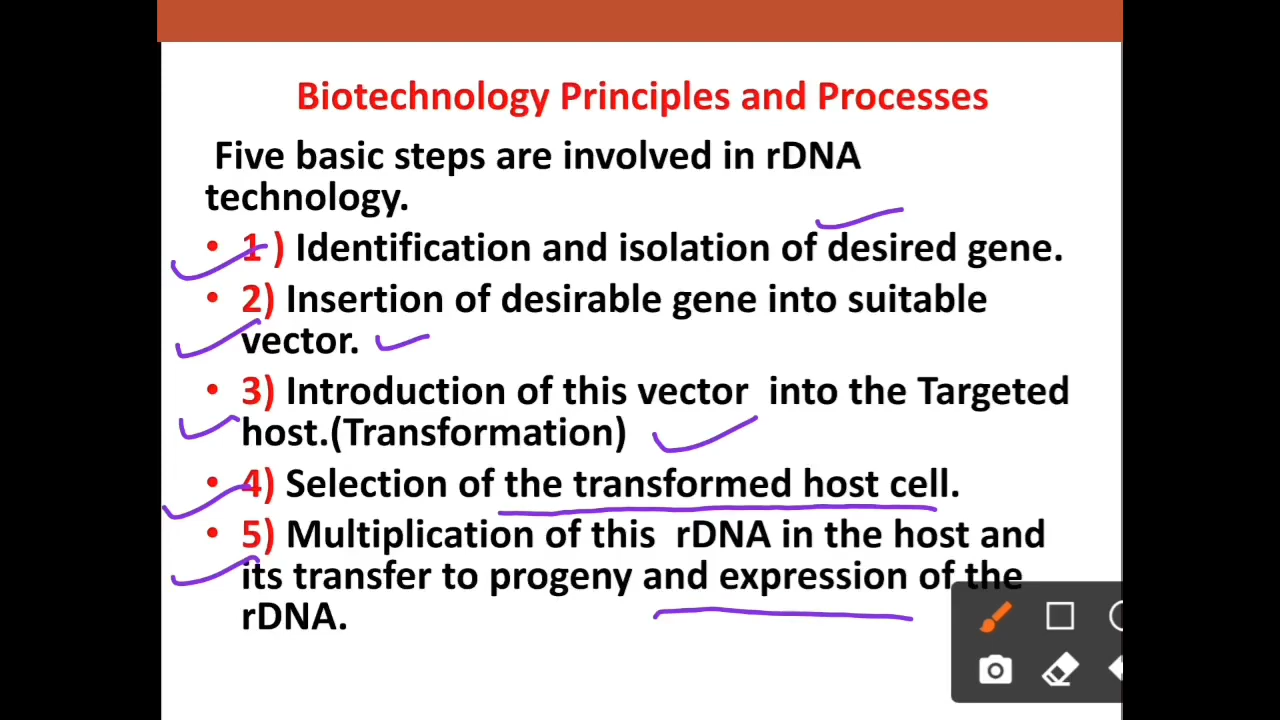 Biotechnology Principles and Processes
Five basic steps are involved in rDNA
technology.
• 1 ) Identification and isolation of desired gene.
• 2) Insertion of desirable gene into suitable
vector.
• 3) Introduction of this vector  into the Targeted
host.(Transformation)
• 4) Selection of the transformed host cell.
• 5) Multiplication of this  rDNA in the host and
its transfer to progeny and expression of the
rDNA.